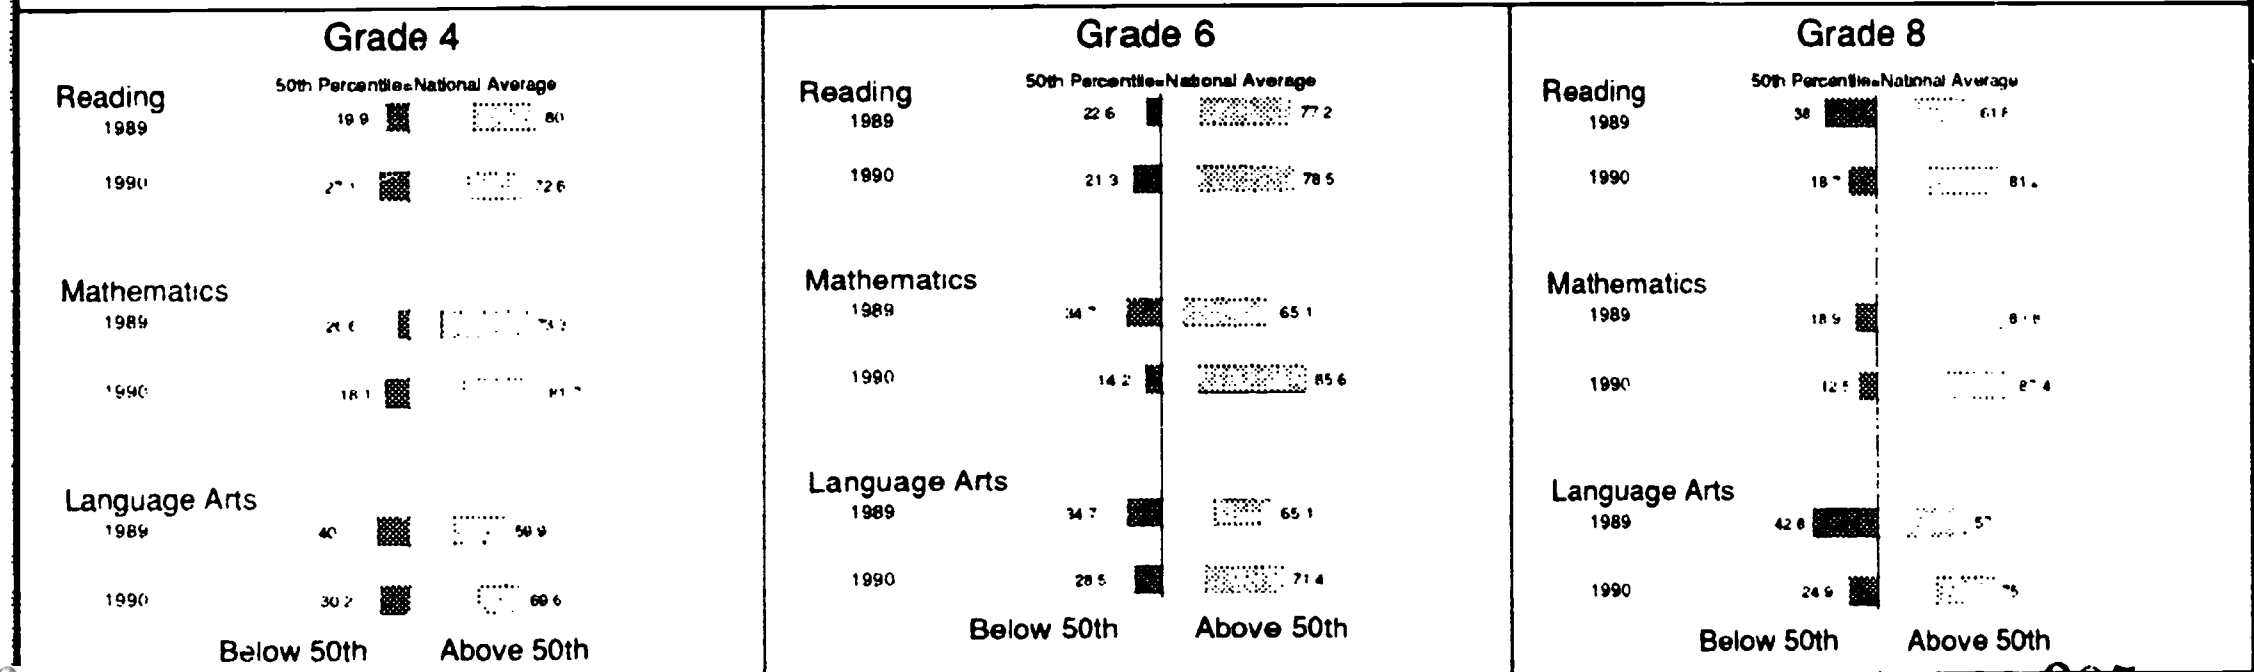 Grade 4
50th Percentile=National Average
Reading
1989 19 9 80
1990 72 6
Mathematics
1989
1990 18 1
Language Arts
1989 40 59 9
1990 30 2 69 6
Below 50th Above 50th
Grade 6
50th Percentile=National Average
Reading
1989 22 6 77 2
1990 21 3 78 5
Mathematics
1989 65 1
1990 14 2 85 6
Language Arts
1989 34 7 65 1
1990 28 5 71 4
Below 50th Above 50th
Grade 8
50th Percentile=National Average
Reading
1989 38
1990
Mathematics
1989 18 9
1990
Language Arts
1989 42 8
1990 24 9
Below 50th Above 50th